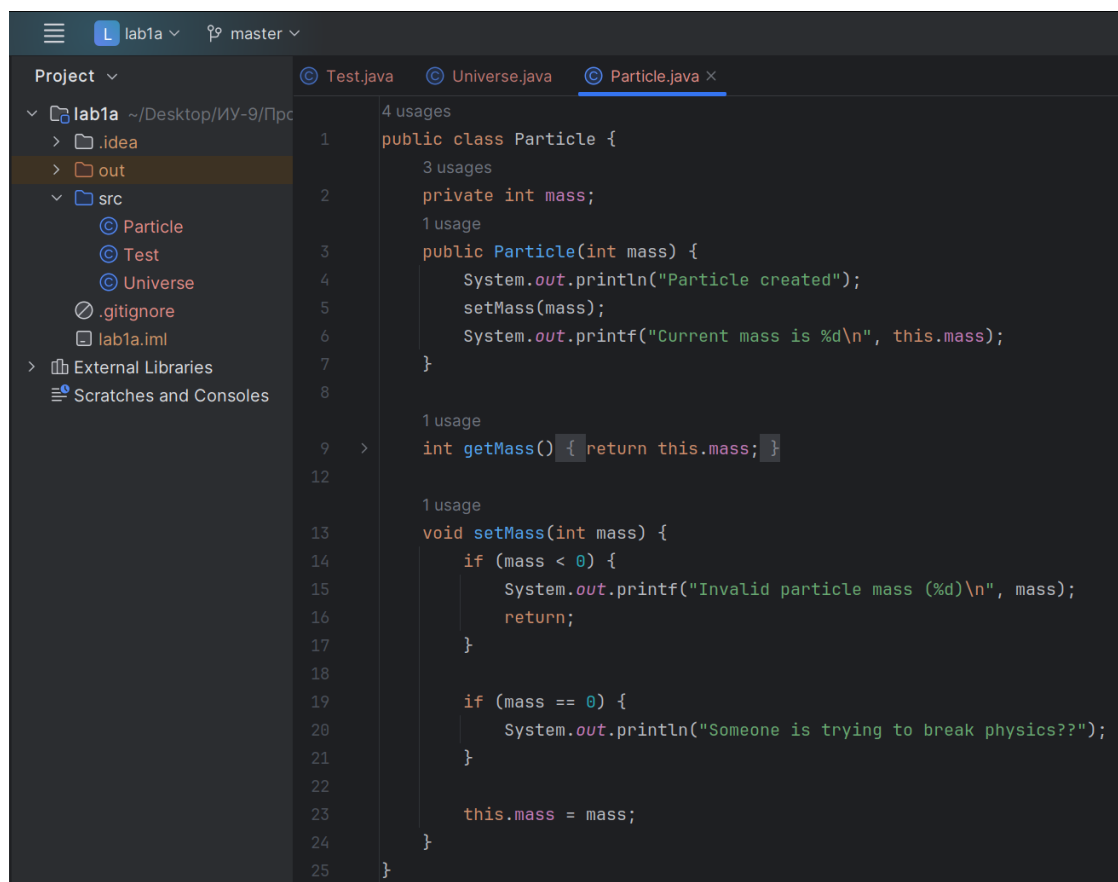 L lab1a master
Project
Test.java Universe.java Particle.java
lab1a ~/Desktop/ИУ-9/Прс
.idea
out
src
Particle
Test
Universe
.gitignore
lab1a.iml
External Libraries
Scratches and Consoles
4 usages
1 public class Particle {
3 usages
2 private int mass;
1 usage
3 public Particle(int mass) {
4 System.out.println("Particle created");
5 setMass(mass);
6 System.out.printf("Current mass is %d\n", this.mass);
7 }
8
1 usage
9 int getMass() { return this.mass; }
12
1 usage
13 void setMass(int mass) {
14 if (mass < 0) {
15 System.out.printf("Invalid particle mass (%d)\n", mass);
16 return;
17 }
18
19 if (mass == 0) {
20 System.out.println("Someone is trying to break physics??");
21 }
22
23 this.mass = mass;
24 }
25 }